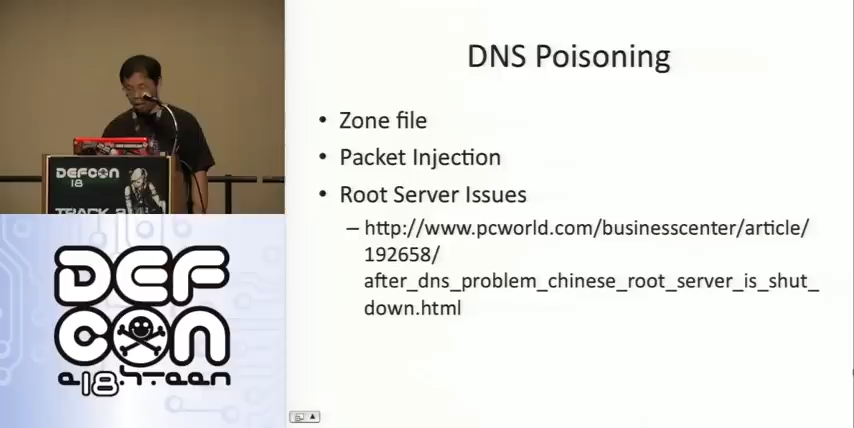 DNS Poisoning
• Zone file
• Packet Injection
• Root Server Issues
– http://www.pcworld.com/businesscenter/article/
192658/
after_dns_problem_chinese_root_server_is_shut_
down.html
DEFCON
18
DEF
CON